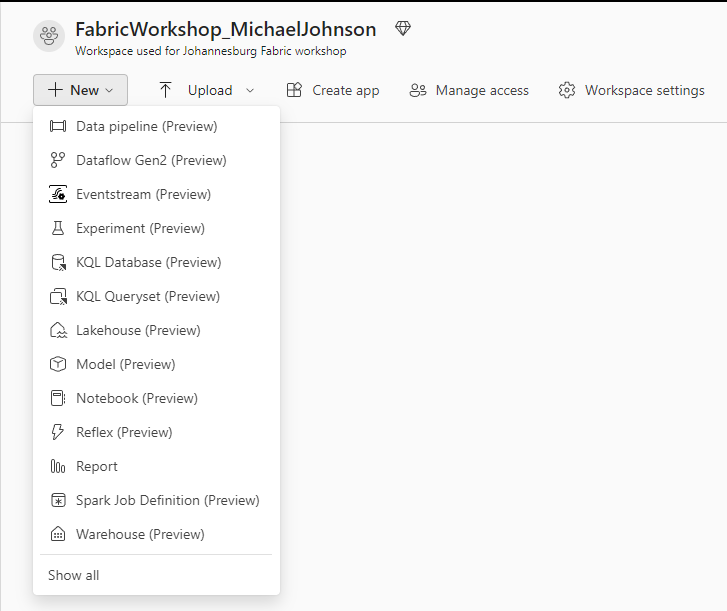 FabricWorkshop_MichaelJohnson
Workspace used for Johannesburg Fabric workshop
New Upload Create app Manage access Workspace settings
Data pipeline (Preview)
Dataflow Gen2 (Preview)
Eventstream (Preview)
Experiment (Preview)
KQL Database (Preview)
KQL Queryset (Preview)
Lakehouse (Preview)
Model (Preview)
Notebook (Preview)
Reflex (Preview)
Report
Spark Job Definition (Preview)
Warehouse (Preview)
Show all